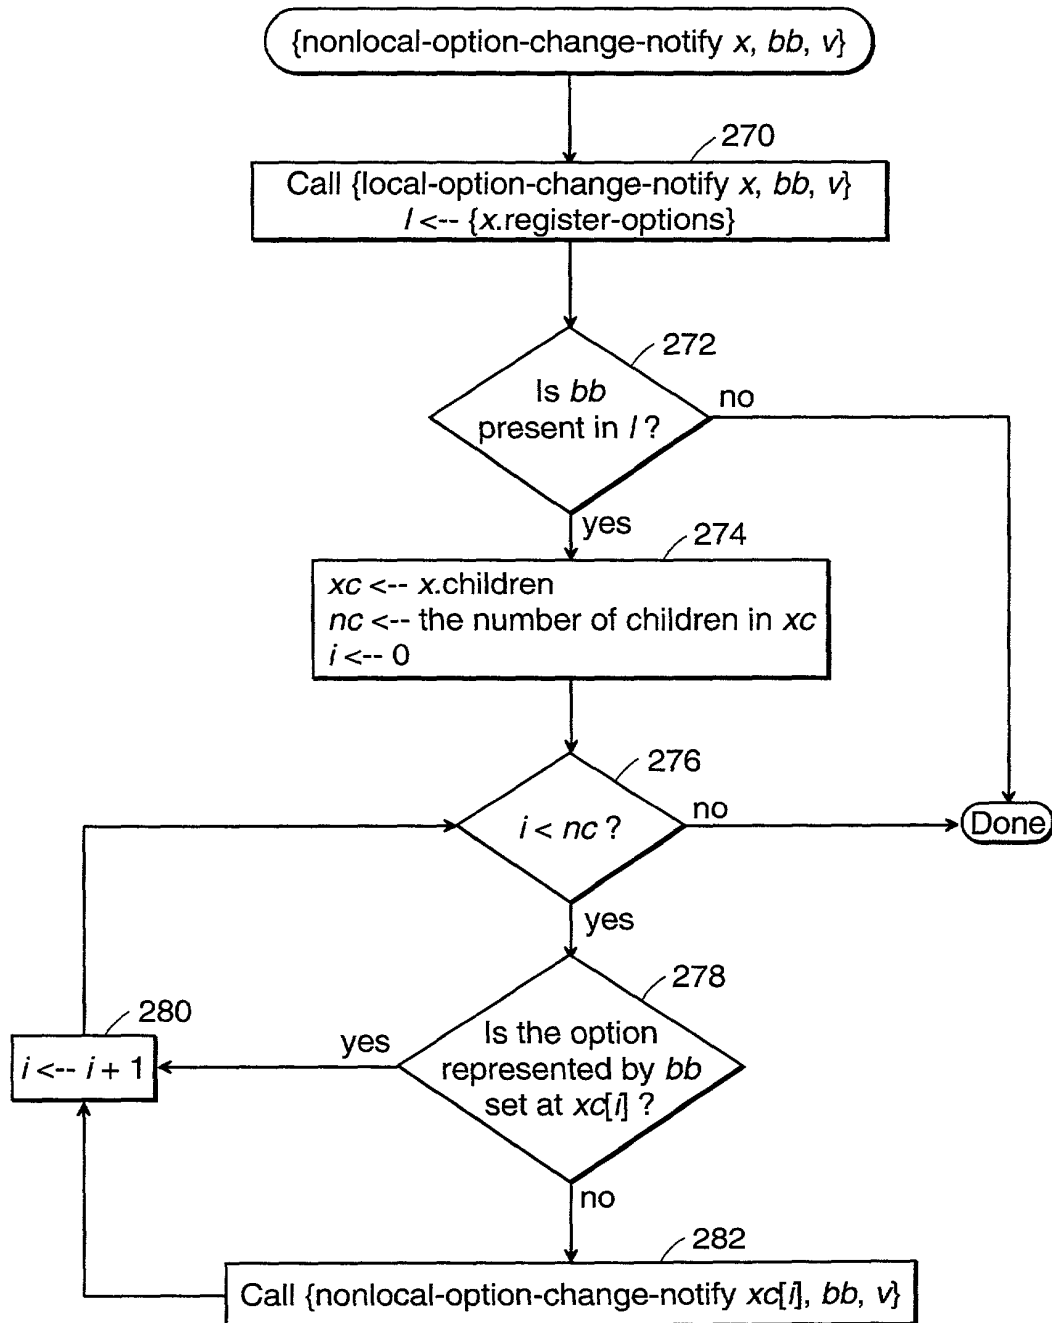 {nonlocal-option-change-notify x, bb, v}
270
Call {local-option-change-notify x, bb, v}
l <-- {x.register-options}
272
Is bb
present in l ?
no
yes
274
xc <-- x.children
nc <-- the number of children in xc
i <-- 0
276
i < nc ?
no
Done
yes
278
280
Is the option
represented by bb
set at xc[i] ?
yes
i <-- i + 1
no
282
Call {nonlocal-option-change-notify xc[i], bb, v}